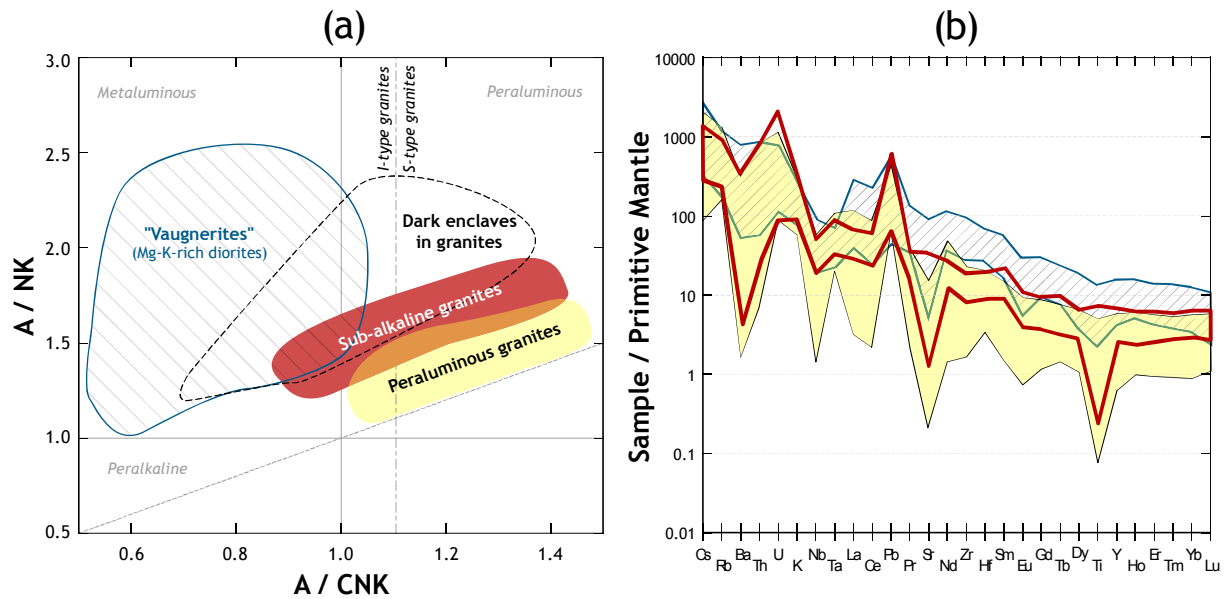 (a)
(b)
3.0
2.5
2.0
1.5
1.0
0.5
A / NK
Metaluminous
I-type granites
S-type granites
Peraluminous
"Vaugnerites"
(Mg-K-rich diorites)
Dark enclaves
in granites
Sub-alkaline granites
Peraluminous granites
Peralkaline
0.6 0.8 1.0 1.2 1.4
A / CNK
Sample / Primitive Mantle
10000
1000
100
10
1
0.1
0.01
Cs Ba U Nb La Pb Sr Zr Sm Gd Dy Y Er Yb
Rb Th K Ta Ce Pr Nd Hf Eu Tb Ti Ho Tm Lu